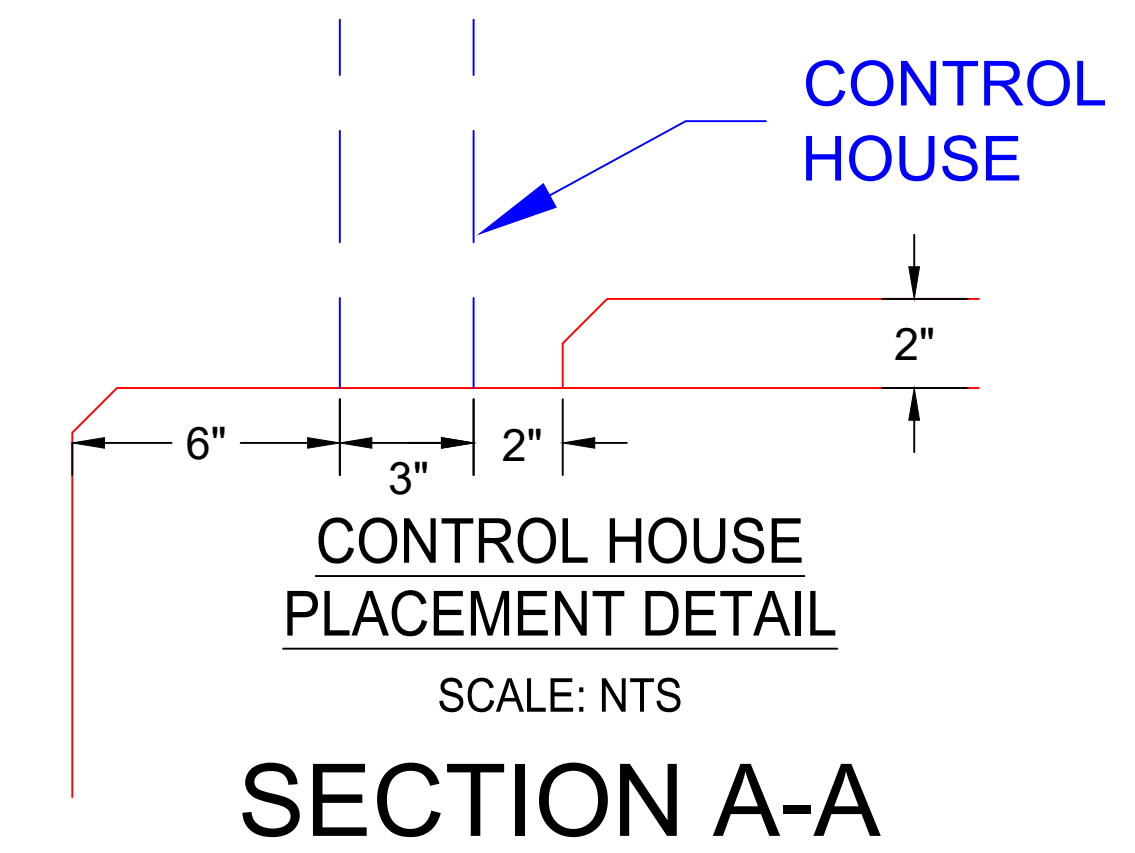 CONTROL
HOUSE
2"
6"
3"
2"
CONTROL HOUSE
PLACEMENT DETAIL
SCALE: NTS
SECTION A-A